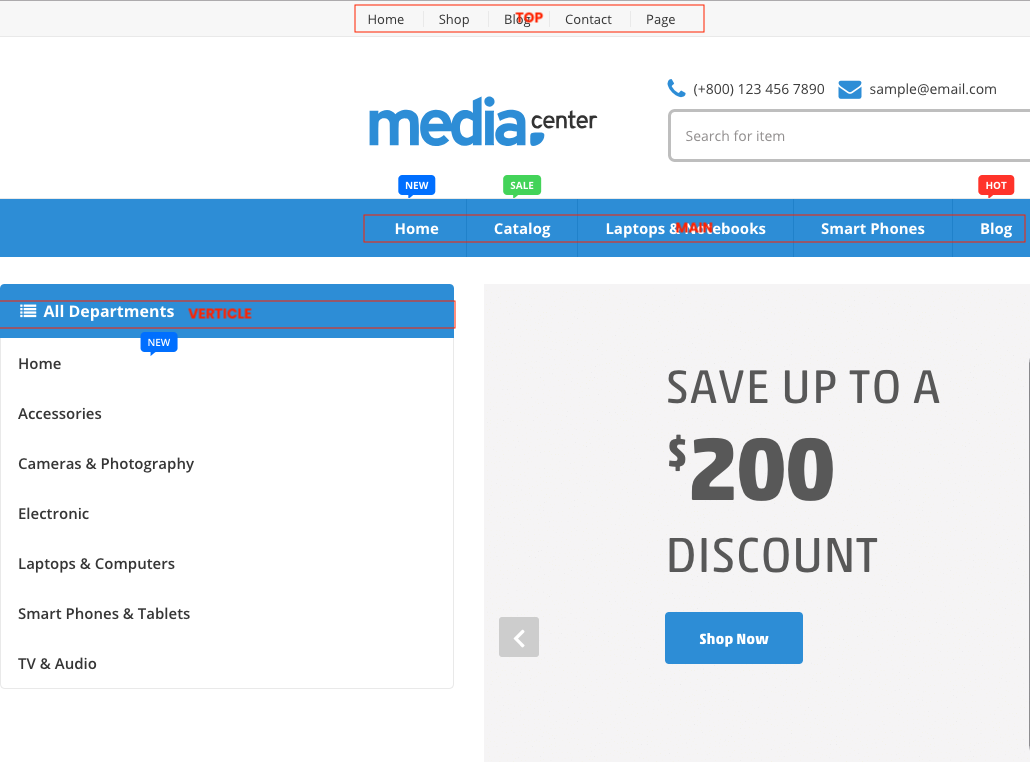 Home Shop Blog TOP Contact Page
(+800) 123 456 7890 sample@email.com
media center
Search for item
NEW SALE HOT
Home Catalog Laptops & Notebooks MAIN Smart Phones Blog
All Departments VERTICLE
NEW
Home
Accessories
Cameras & Photography
Electronic
Laptops & Computers
Smart Phones & Tablets
TV & Audio
SAVE UP TO A
$200
DISCOUNT
Shop Now